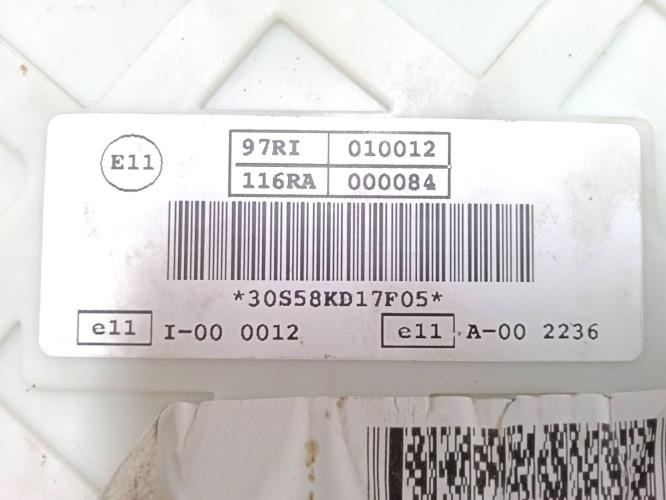 E11
97RI 010012
116RA 000084
*30S58KD17F05*
e11 I-00 0012 e11 A-00 2236